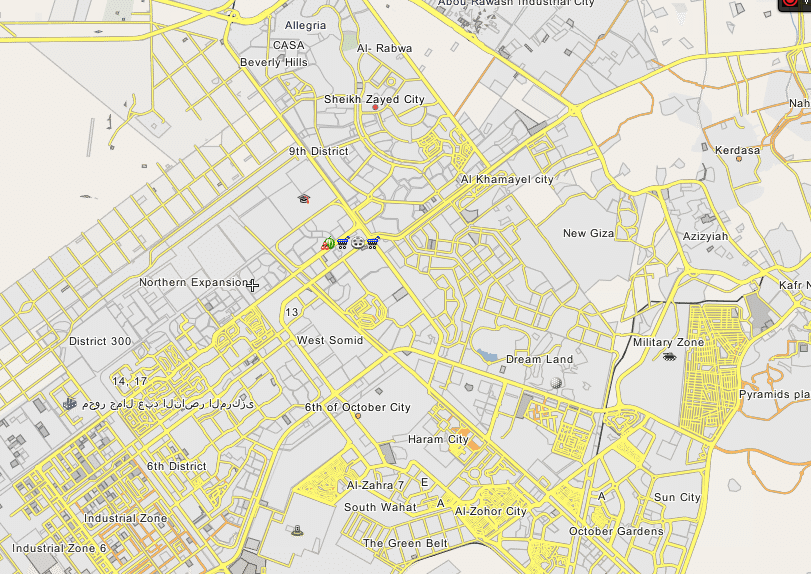 Abou Rawash Industrial City
Allegria
CASA
Al- Rabwa
Beverly Hills
Sheikh Zayed City
Nah
9th District
Kerdasa
Al Khamayel city
New Giza
Azizyiah
Northern Expansion
Kafr N
13
District 300
West Somid
Military Zone
Dream Land
14, 17
محور جمال عبد الناصر المركزى
6th of October City
Pyramids pla
Haram City
6th District
Al-Zahra 7
E
A
Sun City
South Wahat
A
Al-Zohor City
Industrial Zone
October Gardens
Industrial Zone 6
The Green Belt